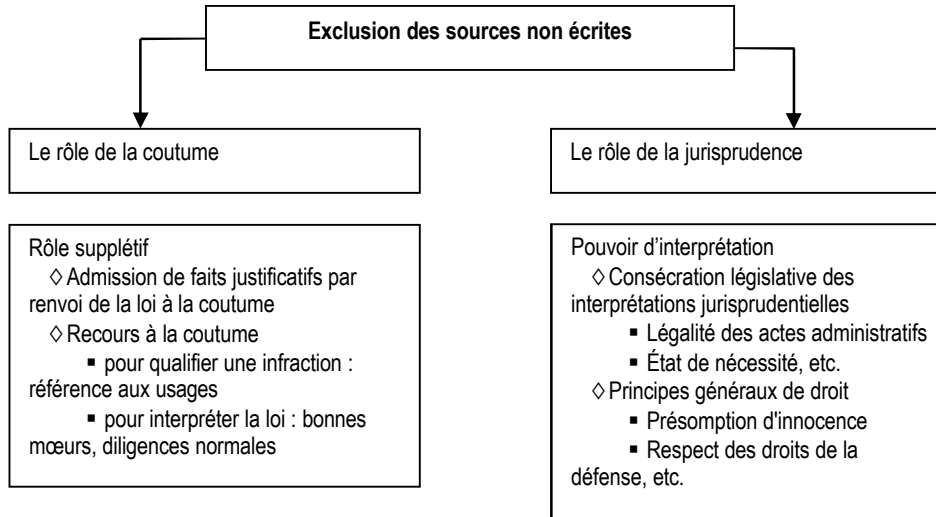 Exclusion des sources non écrites
Le rôle de la coutume
Le rôle de la jurisprudence
Rôle supplétif
◊ Admission de faits justificatifs par
renvoi de la loi à la coutume
◊ Recours à la coutume
▪ pour qualifier une infraction :
référence aux usages
▪ pour interpréter la loi : bonnes
mœurs, diligences normales
Pouvoir d'interprétation
◊ Consécration législative des
interprétations jurisprudentielles
▪ Légalité des actes administratifs
▪ État de nécessité, etc.
◊ Principes généraux de droit
▪ Présomption d'innocence
▪ Respect des droits de la
défense, etc.